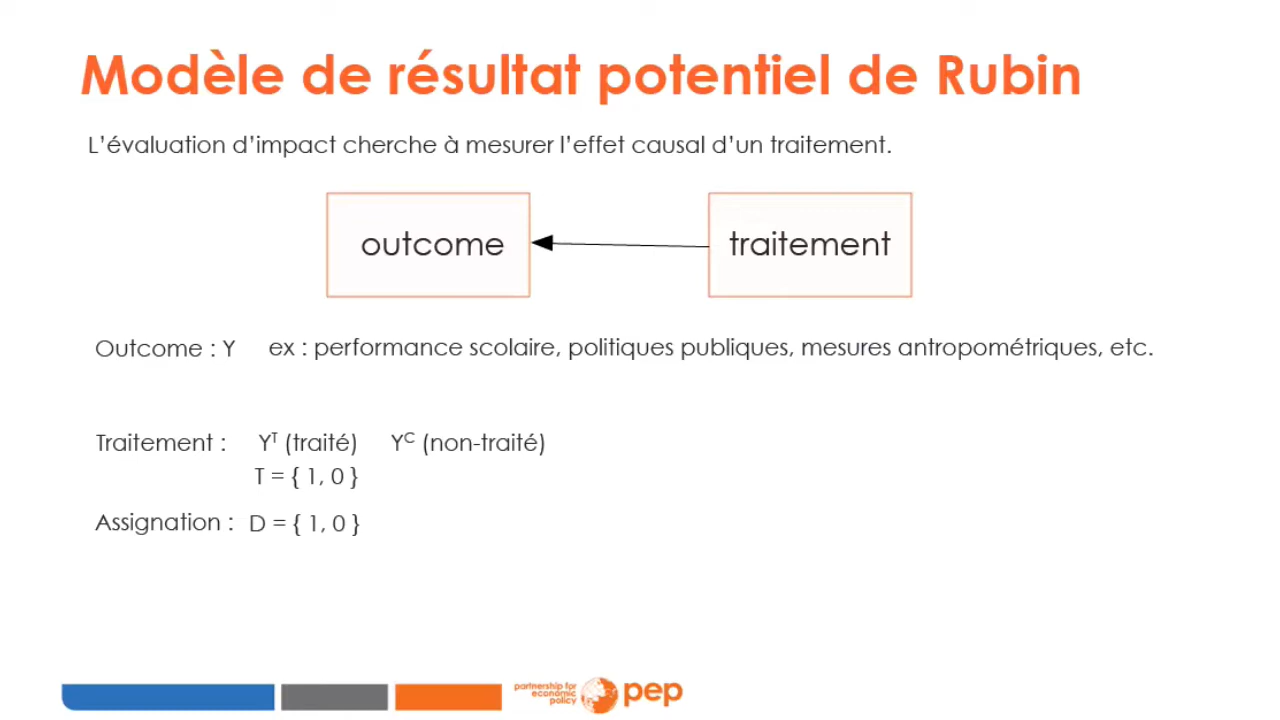 Modèle de résultat potentiel de Rubin
L'évaluation d'impact cherche à mesurer l'effet causal d'un traitement.
outcome
traitement
Outcome : Y ex : performance scolaire, politiques publiques, mesures antropométriques, etc.
Traitement : Yᵀ (traité) Yᶜ (non-traité)
T = { 1, 0 }
Assignation : D = { 1, 0 }
partnership for
economic
policy
pep